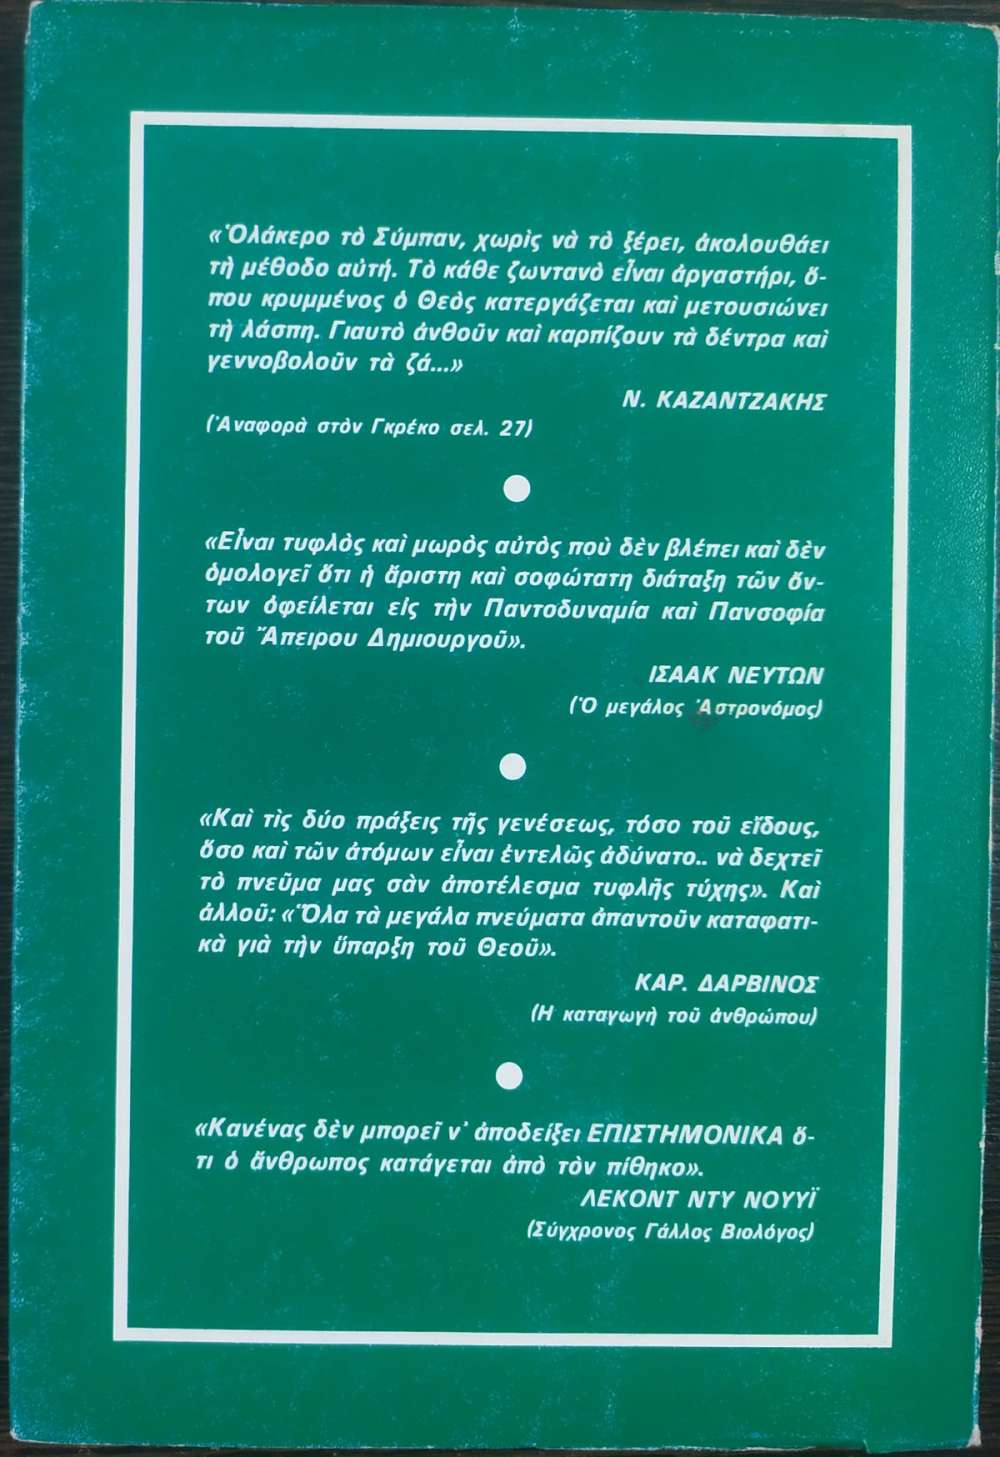 «Ὁλάκερο τὸ Σύμπαν, χωρὶς νὰ τὸ ξέρει, ἀκολουθάει
τὴ μέθοδο αὐτή. Τὸ κάθε ζωντανὸ εἶναι ἀργαστήρι, ὅ-
που κρυμμένος ὁ Θεὸς κατεργάζεται καὶ μετουσιώνει
τὴ λάσπη. Γιαυτὸ ἀνθοῦν καὶ καρπίζουν τὰ δέντρα καὶ
γεννοβολοῦν τὰ ζά...»
Ν. ΚΑΖΑΝΤΖΑΚΗΣ
(Ἀναφορὰ στὸν Γκρέκο σελ. 27)
«Εἶναι τυφλὸς καὶ μωρὸς αὐτὸς ποὺ δὲν βλέπει καὶ δὲν
ὁμολογεῖ ὅτι ἡ ἄριστη καὶ σοφώτατη διάταξη τῶν ὄν-
των ὀφείλεται εἰς τὴν Παντοδυναμία καὶ Πανσοφία
τοῦ Ἄπειρου Δημιουργοῦ».
ΙΣΑΑΚ ΝΕΥΤΩΝ
(Ὁ μεγάλος Ἀστρονόμος)
«Καὶ τὶς δύο πράξεις τῆς γενέσεως, τόσο τοῦ εἴδους,
ὅσο καὶ τῶν ἀτόμων εἶναι ἐντελῶς ἀδύνατο.. νὰ δεχτεῖ
τὸ πνεῦμα μας σὰν ἀποτέλεσμα τυφλῆς τύχης». Καὶ
ἀλλοῦ: «Ὅλα τὰ μεγάλα πνεύματα ἀπαντοῦν καταφατι-
κὰ γιὰ τὴν ὕπαρξη τοῦ Θεοῦ».
ΚΑΡ. ΔΑΡΒΙΝΟΣ
(Η καταγωγὴ τοῦ ἀνθρώπου)
«Κανένας δὲν μπορεῖ ν' ἀποδείξει ΕΠΙΣΤΗΜΟΝΙΚΑ ὅ-
τι ὁ ἄνθρωπος κατάγεται ἀπὸ τὸν πίθηκο».
ΛΕΚΟΝΤ ΝΤΥ ΝΟΥΥΪ
(Σύγχρονος Γάλλος Βιολόγος)